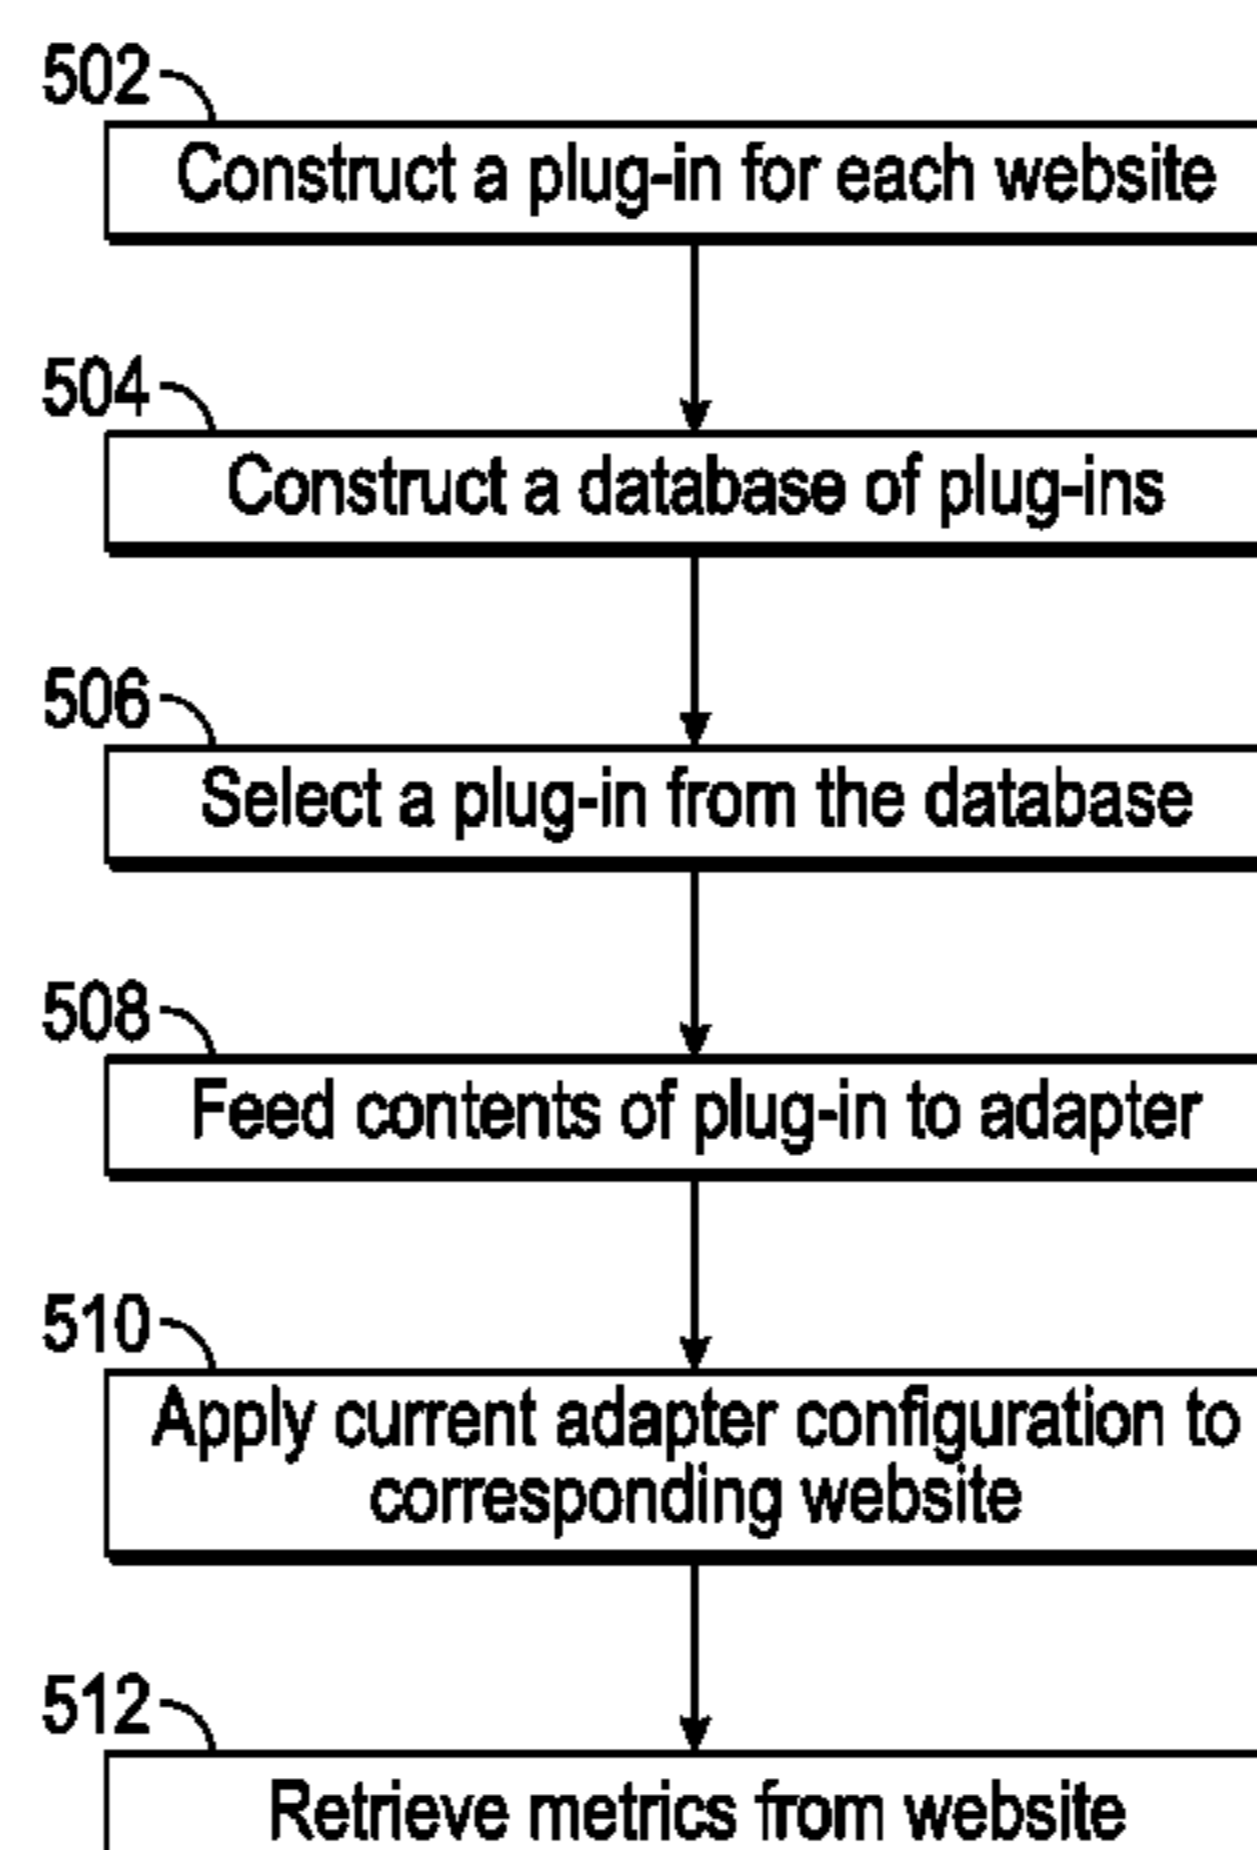 502
Construct a plug-in for each website
504
Construct a database of plug-ins
506
Select a plug-in from the database
508
Feed contents of plug-in to adapter
510
Apply current adapter configuration to
corresponding website
512
Retrieve metrics from website